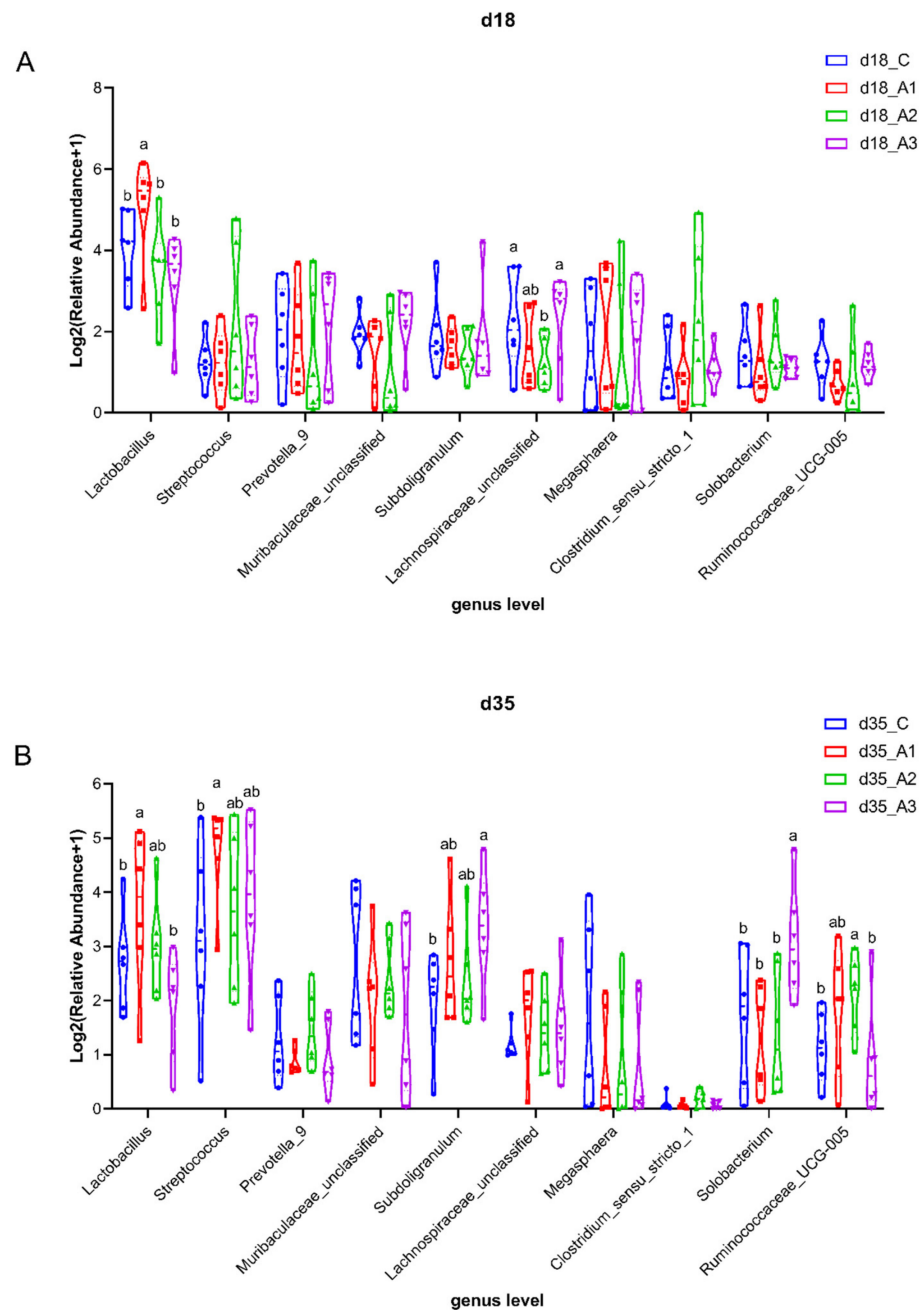 d18
A
d18_C
d18_A1
d18_A2
d18_A3
Log2(Relative Abundance+1)
8
6
4
2
0
b
a
b
b
a
ab
b
a
Lactobacillus
Streptococcus
Prevotella_9
Muribaculaceae_unclassified
Subdoligranulum
Lachnospiraceae_unclassified
Megasphaera
Clostridium_sensu_stricto_1
Solobacterium
Ruminococcaceae_UCG-005
genus level
d35
B
d35_C
d35_A1
d35_A2
d35_A3
Log2(Relative Abundance+1)
6
5
4
3
2
1
0
b
a
ab
b
b
a
ab
ab
b
ab
ab
a
b
b
b
a
b
ab
a
b
Lactobacillus
Streptococcus
Prevotella_9
Muribaculaceae_unclassified
Subdoligranulum
Lachnospiraceae_unclassified
Megasphaera
Clostridium_sensu_stricto_1
Solobacterium
Ruminococcaceae_UCG-005
genus level